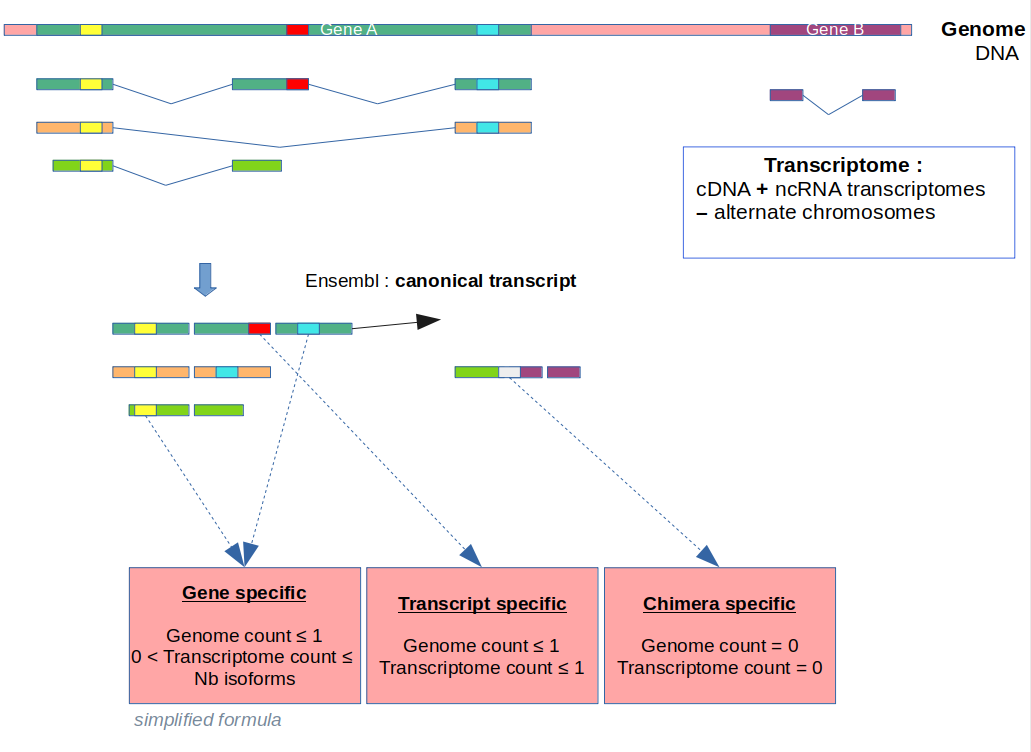 Gene A
Gene B
Genome
DNA
Transcriptome :
cDNA + ncRNA transcriptomes
– alternate chromosomes
Ensembl : canonical transcript
Gene specific
Genome count ≤ 1
0 < Transcriptome count ≤
Nb isoforms
Transcript specific
Genome count ≤ 1
Transcriptome count ≤ 1
Chimera specific
Genome count = 0
Transcriptome count = 0
simplified formula